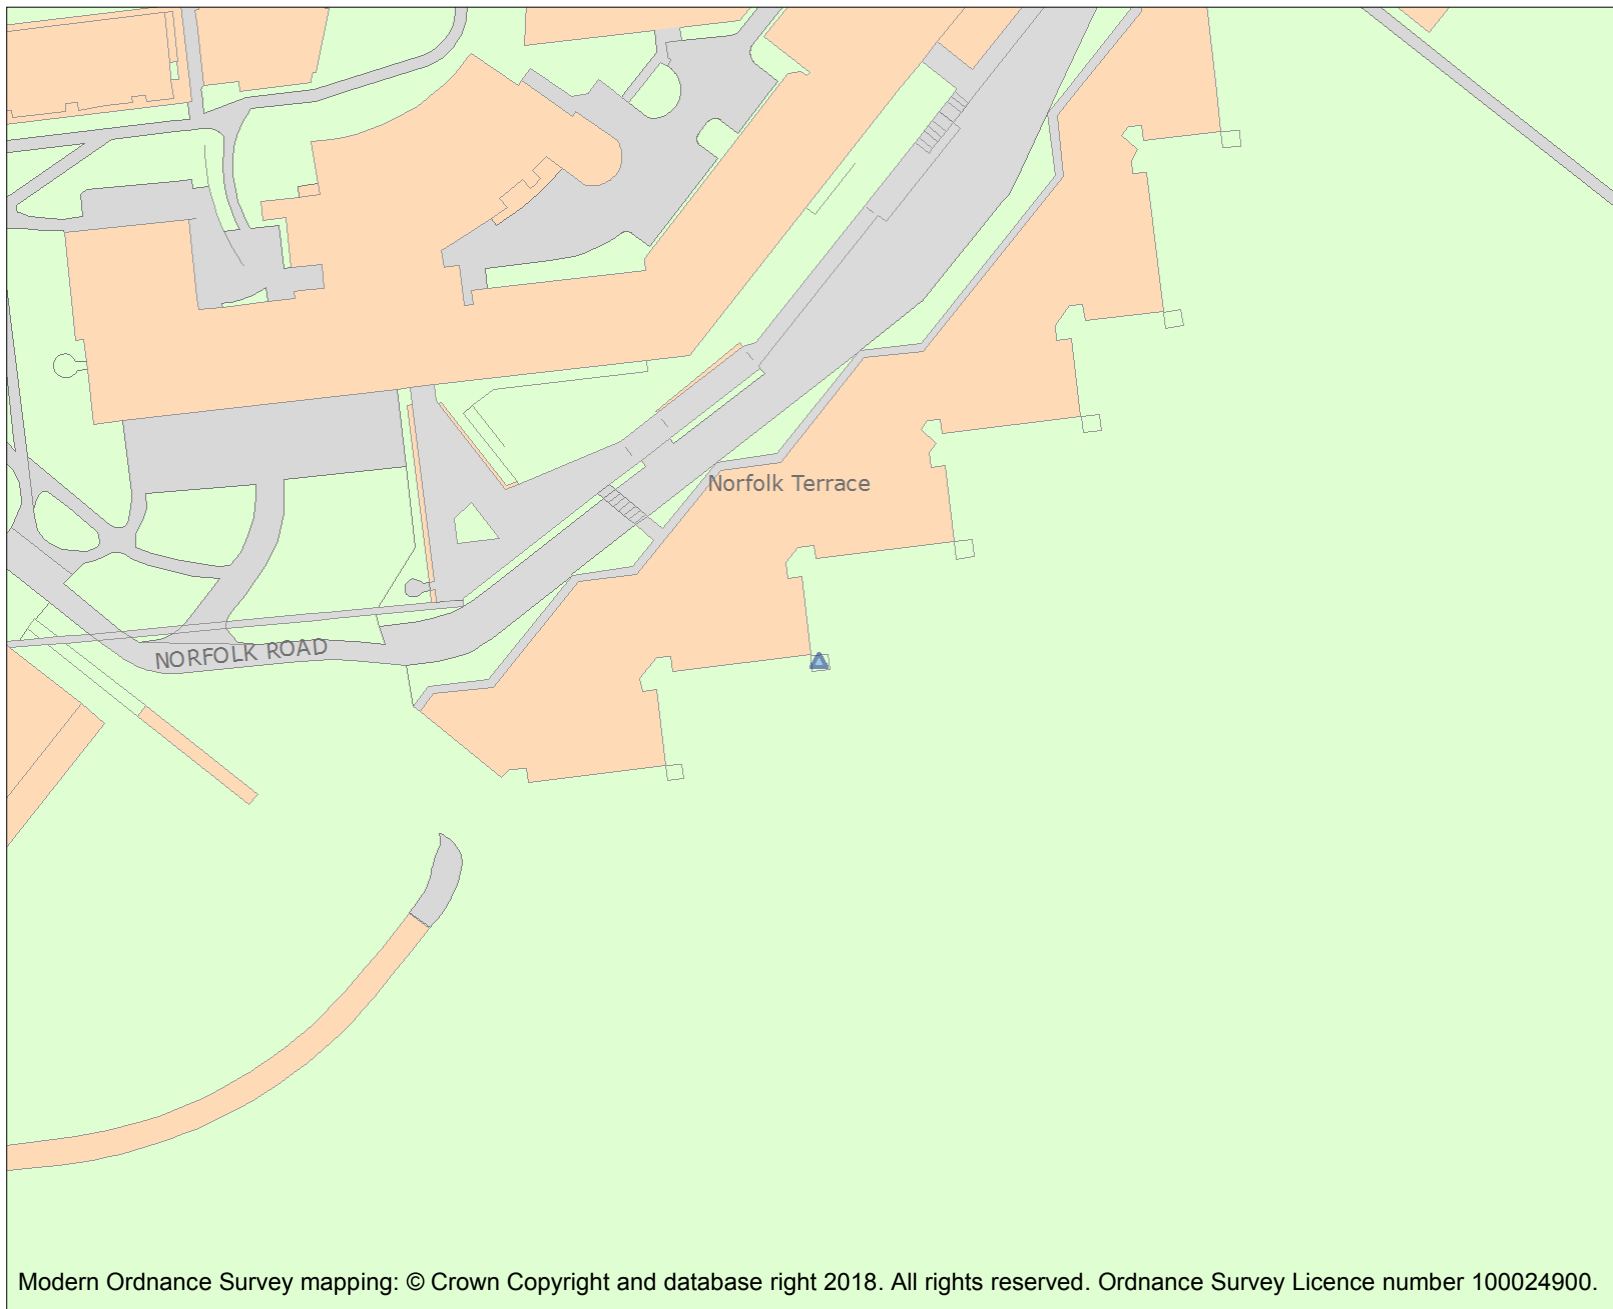 Norfolk Terrace
NORFOLK ROAD
Modern Ordnance Survey mapping: © Crown Copyright and database right 2018. All rights reserved. Ordnance Survey Licence number 100024900.